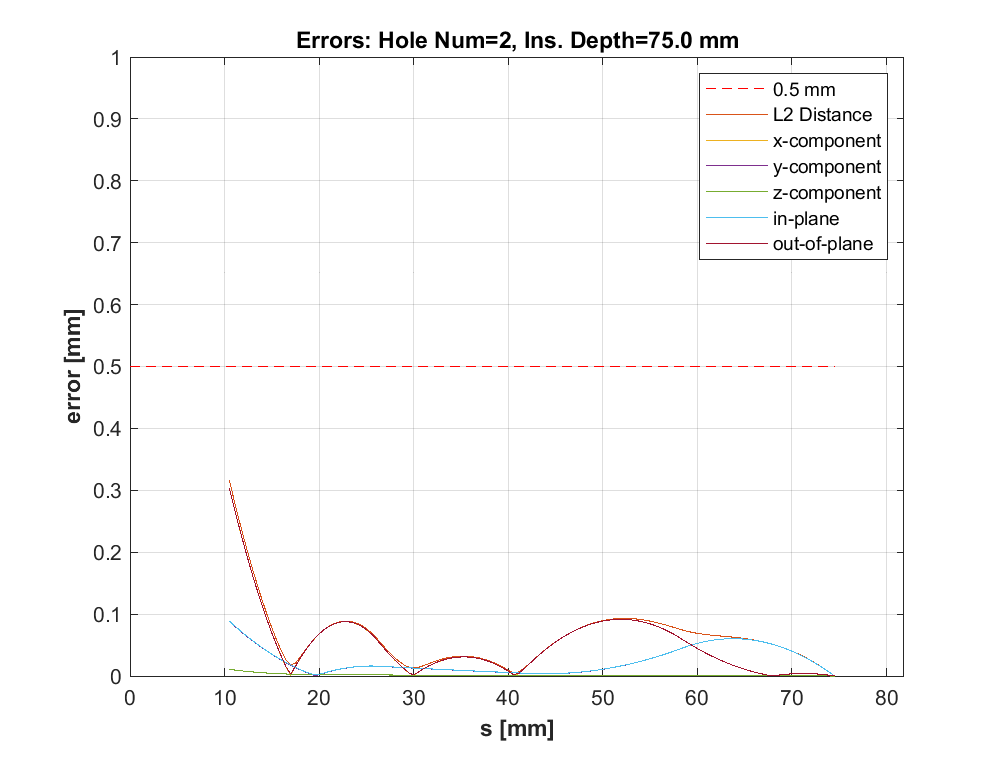 Errors: Hole Num=2, Ins. Depth=75.0 mm
1
0.9
0.8
0.7
0.6
0.5
0.4
0.3
0.2
0.1
0
error [mm]
0.5 mm
L2 Distance
x-component
y-component
z-component
in-plane
out-of-plane
0 10 20 30 40 50 60 70 80
s [mm]